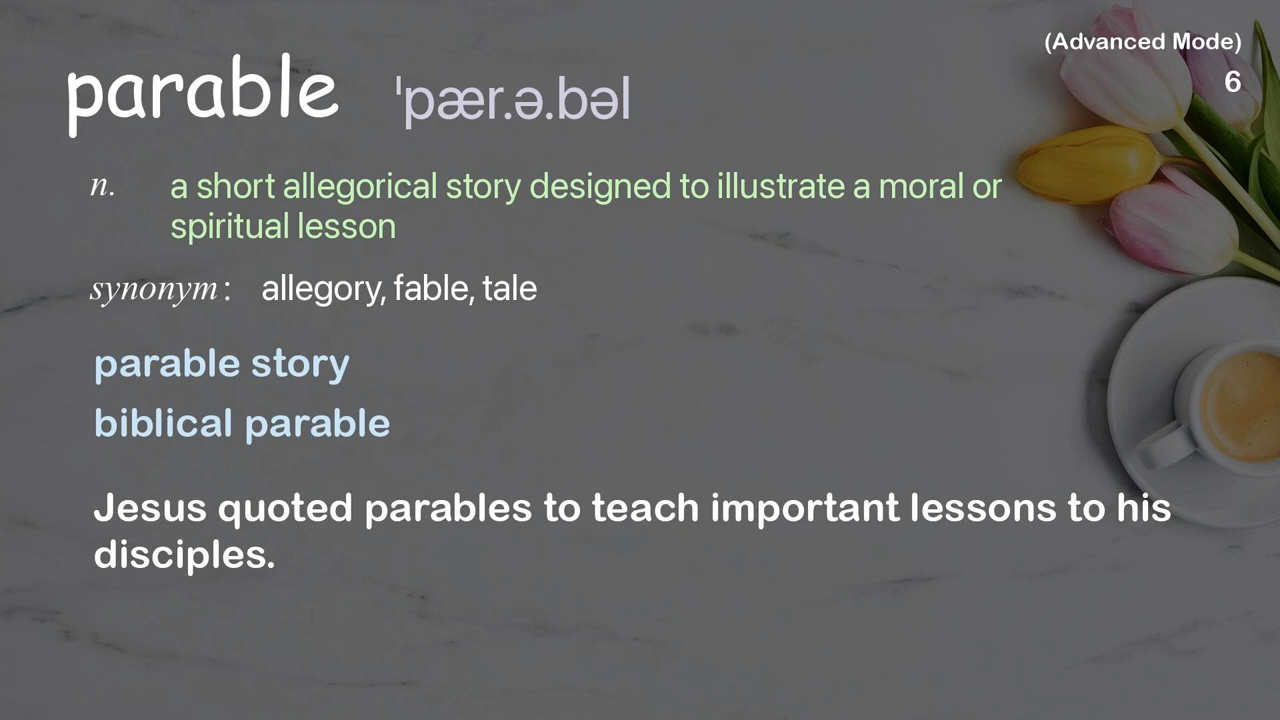 (Advanced Mode)
6
parable ˈpær.ə.bəl
n. a short allegorical story designed to illustrate a moral or
spiritual lesson
synonym: allegory, fable, tale
parable story
biblical parable
Jesus quoted parables to teach important lessons to his
disciples.